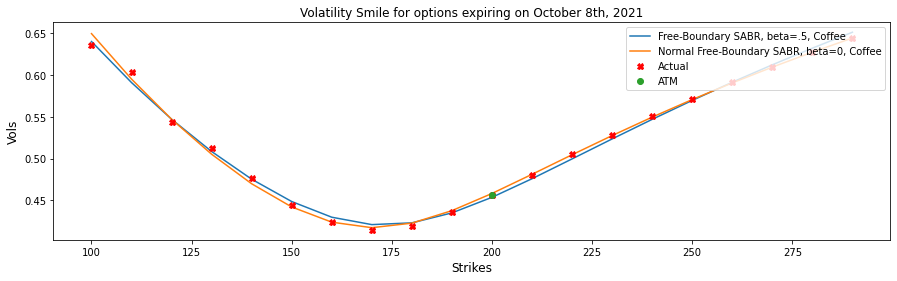 Volatility Smile for options expiring on October 8th, 2021
Free-Boundary SABR, beta=.5, Coffee
Normal Free-Boundary SABR, beta=0, Coffee
Actual
ATM
0.65
0.60
0.55
0.50
0.45
Vols
100
125
150
175
200
225
250
275
Strikes